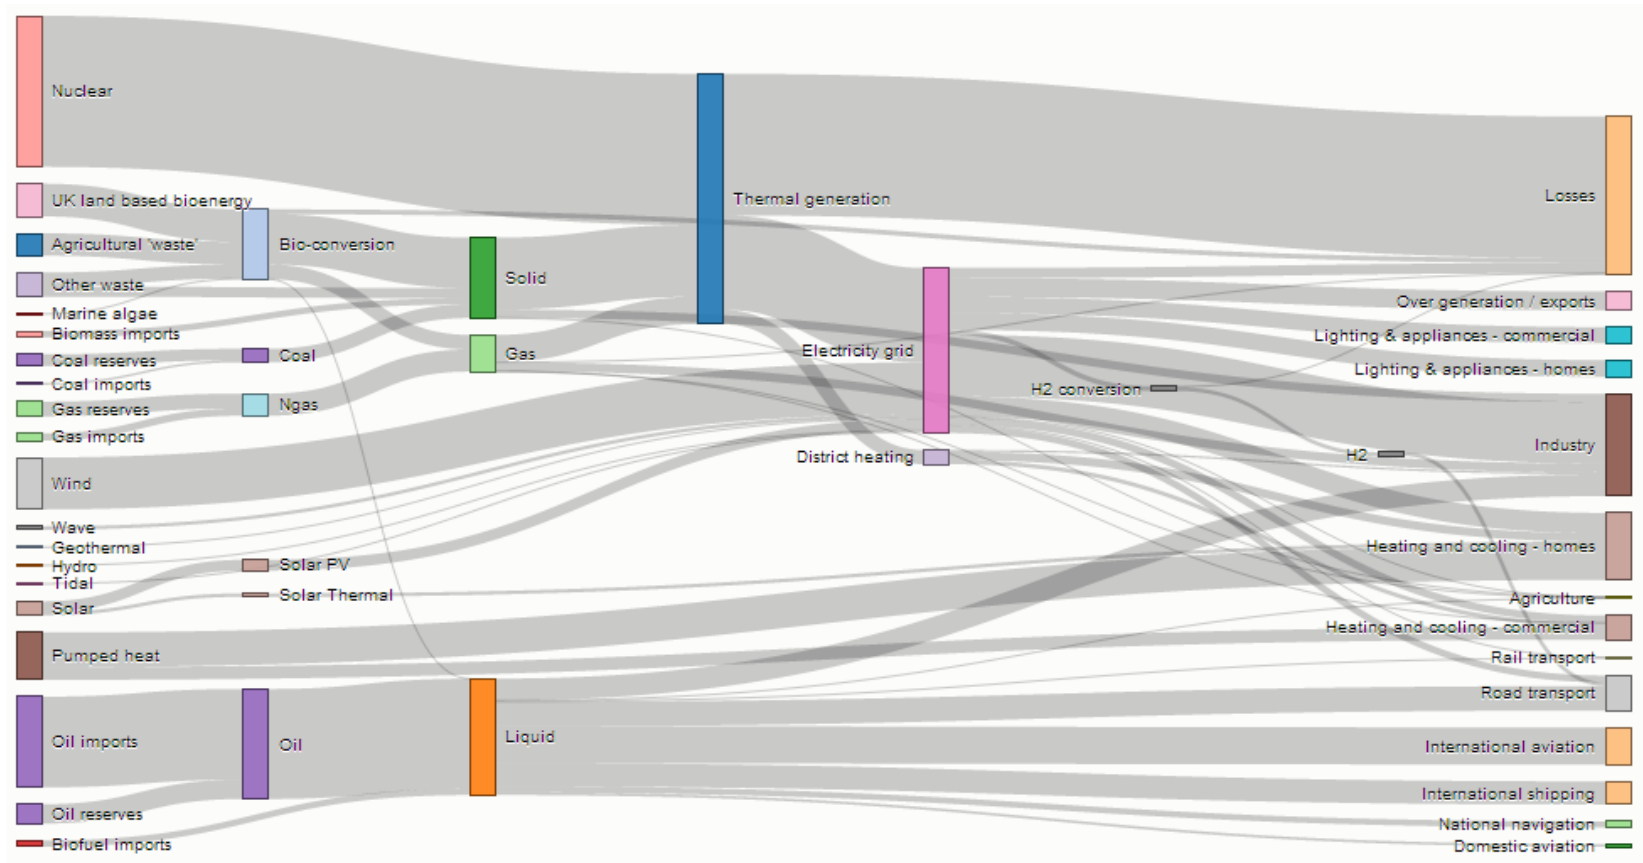 Nuclear
UK land based bioenergy
Agricultural 'waste'
Other waste
Marine algae
Biomass imports
Coal reserves
Coal imports
Gas reserves
Gas imports
Wind
Wave
Geothermal
Hydro
Tidal
Solar
Pumped heat
Oil imports
Oil reserves
Biofuel imports
Bio-conversion
Coal
Ngas
Solar PV
Solar Thermal
Oil
Solid
Gas
Liquid
Thermal generation
Electricity grid
District heating
H2 conversion
H2
Losses
Over generation / exports
Lighting & appliances - commercial
Lighting & appliances - homes
Industry
Heating and cooling - homes
Agriculture
Heating and cooling - commercial
Rail transport
Road transport
International aviation
International shipping
National navigation
Domestic aviation